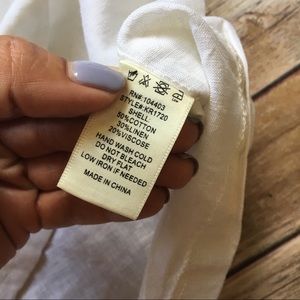 RN#:104403
STYLE#:KR1720
SHELL:
50%COTTON
30%LINEN
20%VISCOSE
HAND WASH COLD
DO NOT BLEACH
DRY FLAT
LOW IRON IF NEEDED
MADE IN CHINA